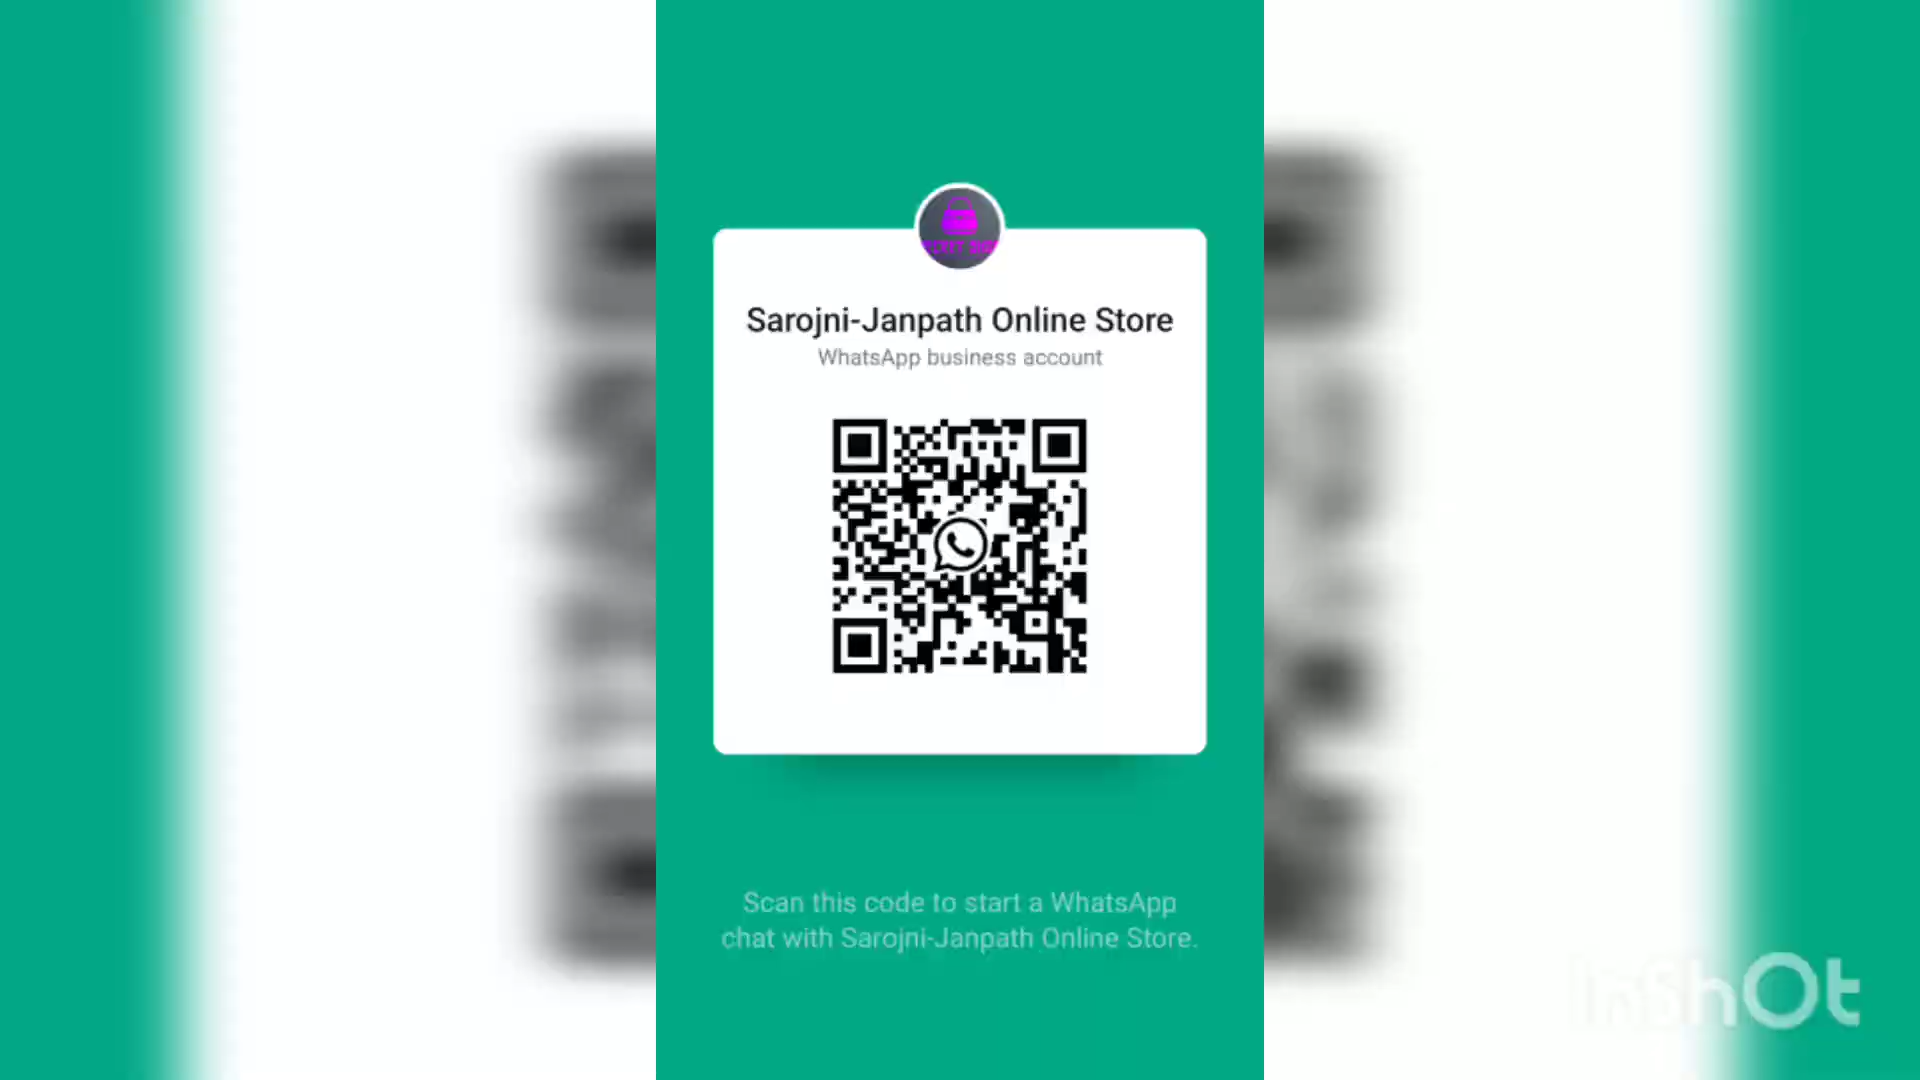 Sarojni-Janpath Online Store
WhatsApp business account
Scan this code to start a WhatsApp
chat with Sarojni-Janpath Online Store.
InShOt